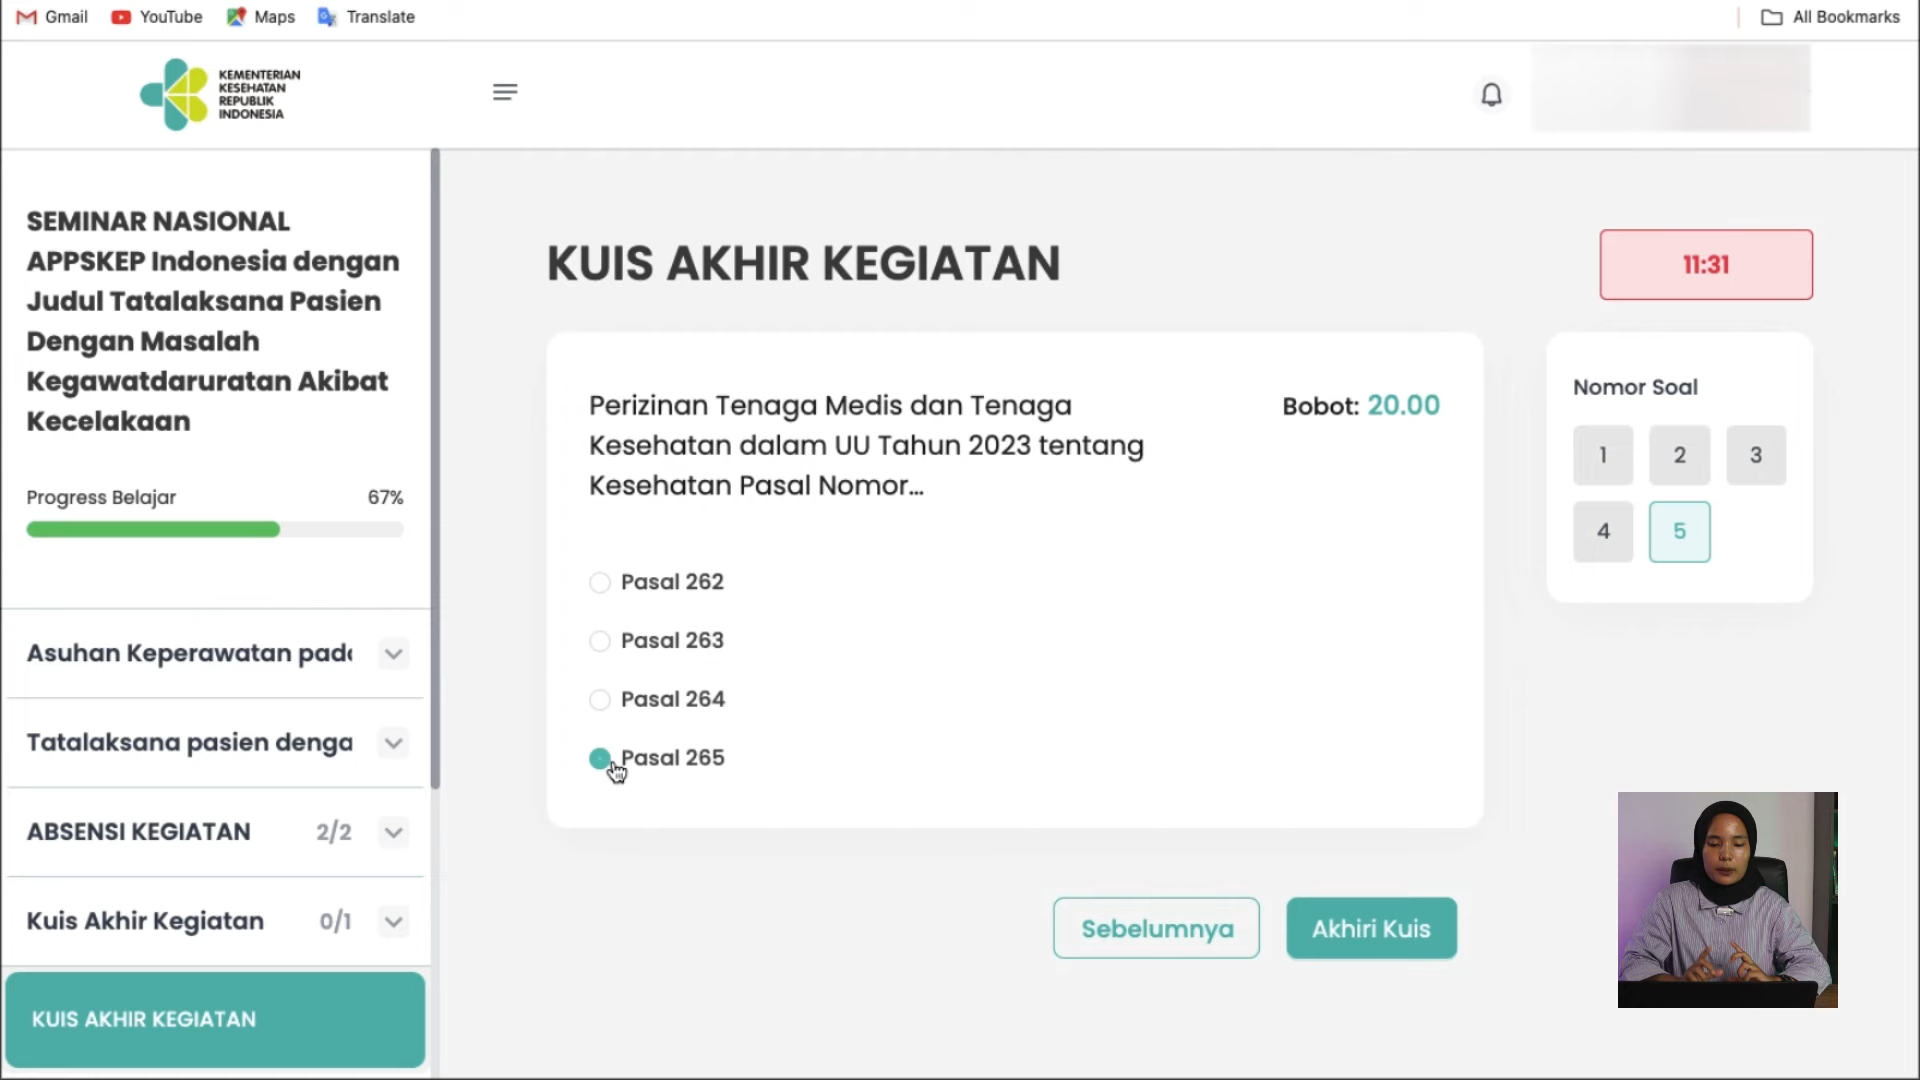 Gmail
YouTube
Maps
Translate
All Bookmarks
KEMENTERIAN
KESEHATAN
REPUBLIK
INDONESIA
SEMINAR NASIONAL
APPSKEP Indonesia dengan
Judul Tatalaksana Pasien
Dengan Masalah
Kegawatdaruratan Akibat
Kecelakaan
Progress Belajar 67%
Asuhan Keperawatan pada
Tatalaksana pasien denga
ABSENSI KEGIATAN 2/2
Kuis Akhir Kegiatan 0/1
KUIS AKHIR KEGIATAN
KUIS AKHIR KEGIATAN
11:31
Perizinan Tenaga Medis dan Tenaga
Kesehatan dalam UU Tahun 2023 tentang
Kesehatan Pasal Nomor...
Bobot: 20.00
Pasal 262
Pasal 263
Pasal 264
Pasal 265
Sebelumnya
Akhiri Kuis
Nomor Soal
1 2 3
4 5